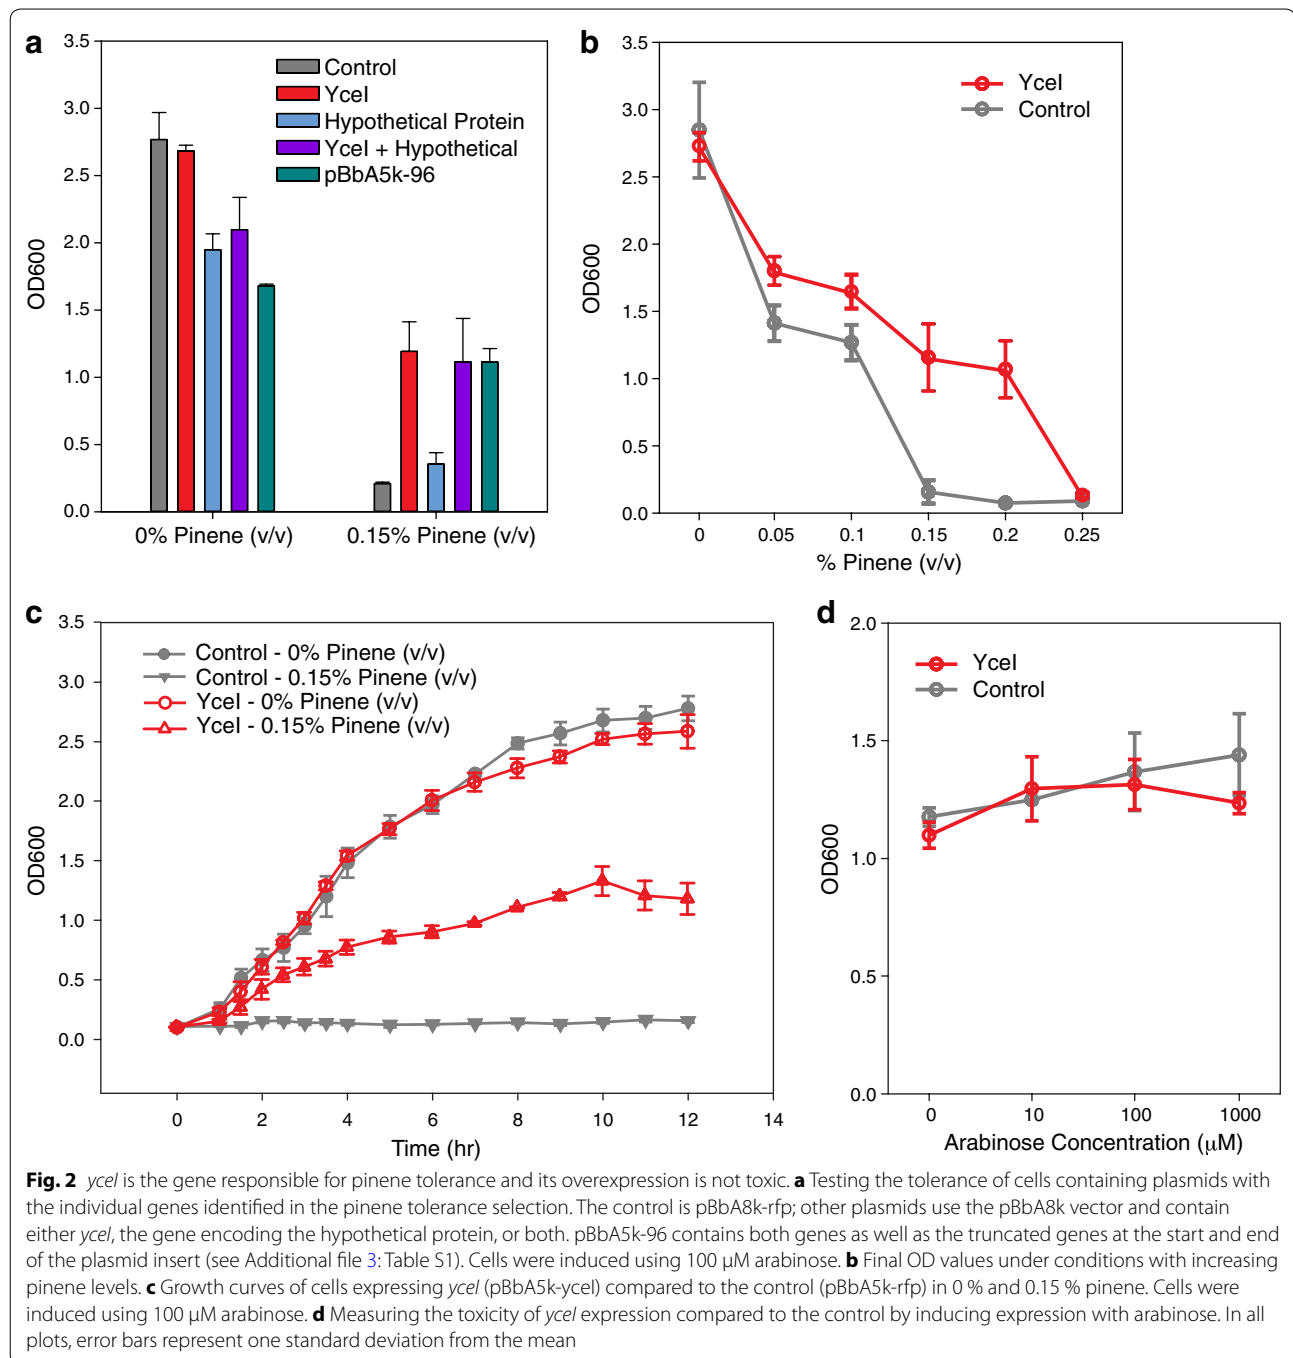 a
3.5
3.0
2.5
2.0
1.5
1.0
0.5
0.0
OD600
Control
YceI
Hypothetical Protein
YceI + Hypothetical
pBbA5k-96
0% Pinene (v/v)
0.15% Pinene (v/v)
b
3.5
3.0
2.5
2.0
1.5
1.0
0.5
0.0
OD600
YceI
Control
0 0.05 0.1 0.15 0.2 0.25
% Pinene (v/v)
c
3.5
3.0
2.5
2.0
1.5
1.0
0.5
0.0
OD600
Control - 0% Pinene (v/v)
Control - 0.15% Pinene (v/v)
YceI - 0% Pinene (v/v)
YceI - 0.15% Pinene (v/v)
0 2 4 6 8 10 12 14
Time (hr)
d
2.0
1.5
1.0
0.5
0.0
OD600
YceI
Control
0 10 100 1000
Arabinose Concentration (μM)
Fig. 2 yceI is the gene responsible for pinene tolerance and its overexpression is not toxic. a Testing the tolerance of cells containing plasmids with
the individual genes identified in the pinene tolerance selection. The control is pBbA8k-rfp; other plasmids use the pBbA8k vector and contain
either yceI, the gene encoding the hypothetical protein, or both. pBbA5k-96 contains both genes as well as the truncated genes at the start and end
of the plasmid insert (see Additional file 3: Table S1). Cells were induced using 100 μM arabinose. b Final OD values under conditions with increasing
pinene levels. c Growth curves of cells expressing yceI (pBbA5k-yceI) compared to the control (pBbA5k-rfp) in 0 % and 0.15 % pinene. Cells were
induced using 100 μM arabinose. d Measuring the toxicity of yceI expression compared to the control by inducing expression with arabinose. In all
plots, error bars represent one standard deviation from the mean